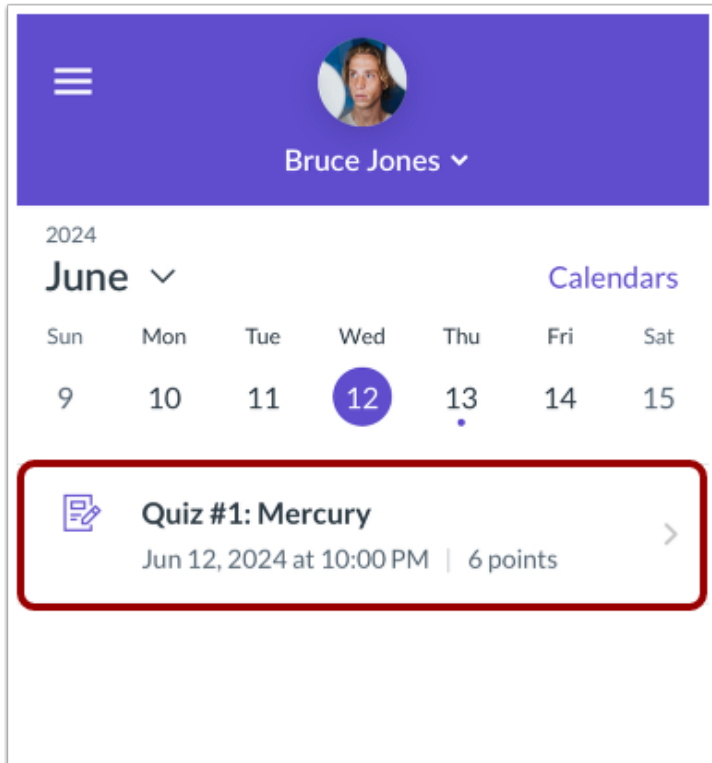 Bruce Jones
2024
June
Calendars
Sun Mon Tue Wed Thu Fri Sat
9 10 11 12 13 14 15
Quiz #1: Mercury
Jun 12, 2024 at 10:00 PM | 6 points